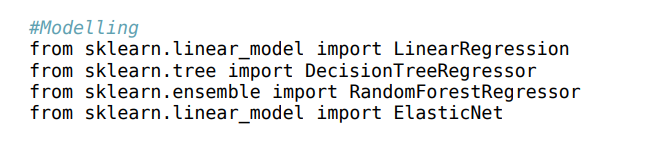 #Modelling
from sklearn.linear_model import LinearRegression
from sklearn.tree import DecisionTreeRegressor
from sklearn.ensemble import RandomForestRegressor
from sklearn.linear_model import ElasticNet